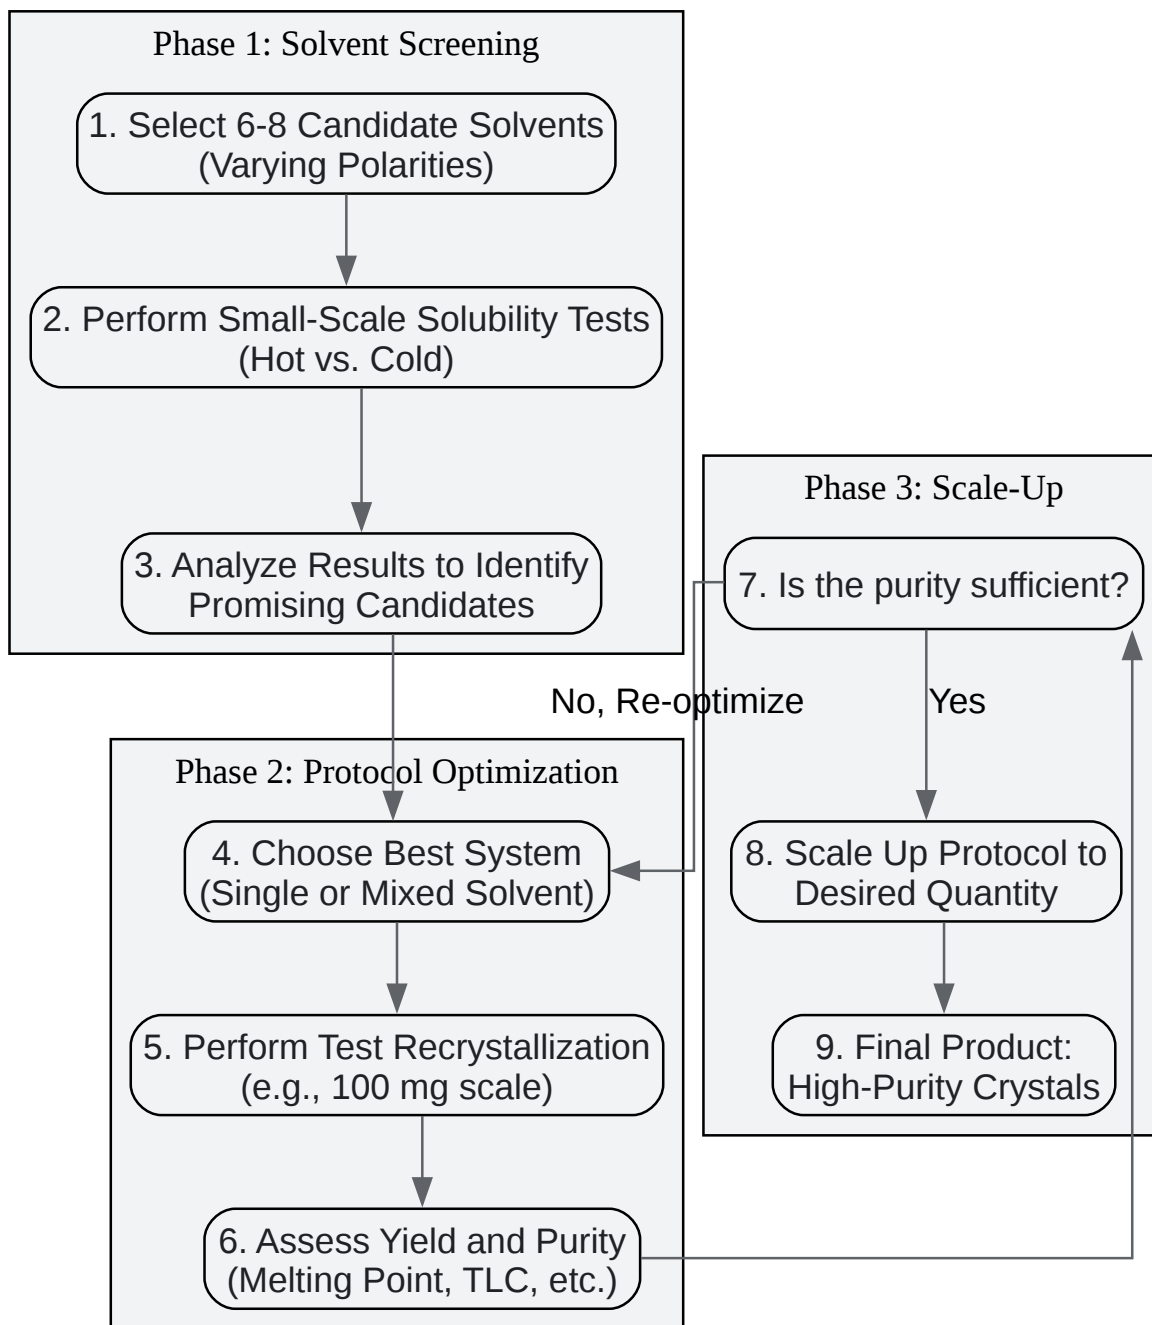 Phase 1: Solvent Screening
1. Select 6-8 Candidate Solvents
(Varying Polarities)
2. Perform Small-Scale Solubility Tests
(Hot vs. Cold)
3. Analyze Results to Identify
Promising Candidates
Phase 2: Protocol Optimization
4. Choose Best System
(Single or Mixed Solvent)
5. Perform Test Recrystallization
(e.g., 100 mg scale)
6. Assess Yield and Purity
(Melting Point, TLC, etc.)
Phase 3: Scale-Up
7. Is the purity sufficient?
No, Re-optimize
Yes
8. Scale Up Protocol to
Desired Quantity
9. Final Product:
High-Purity Crystals